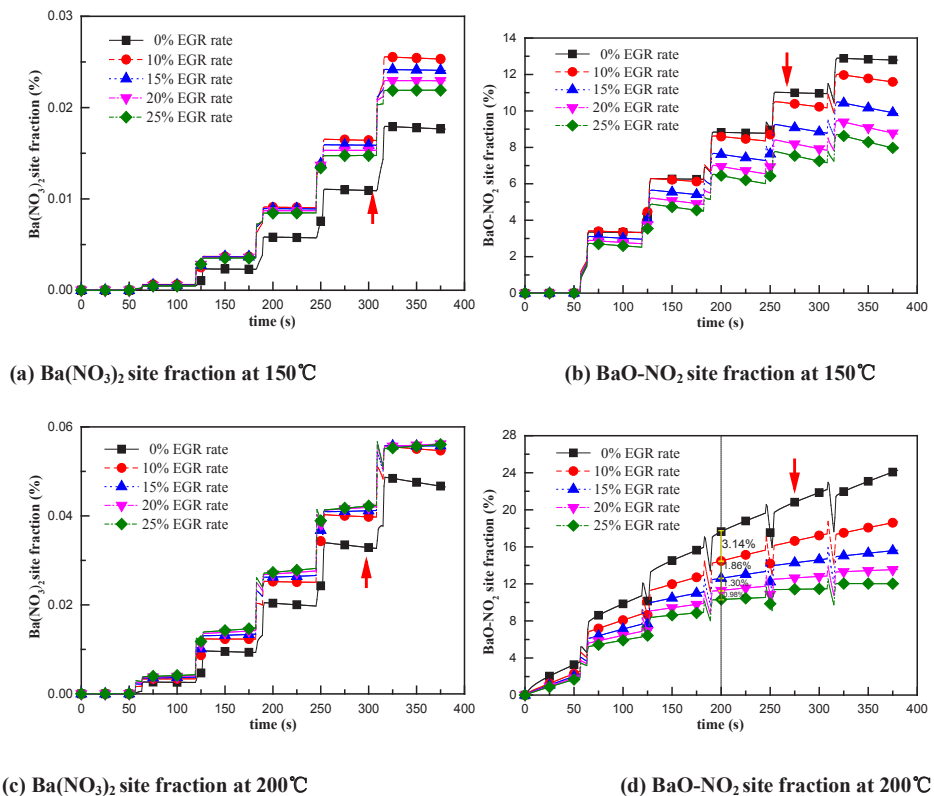 0.03
0.02
0.01
0.00
Ba(NO₃)₂ site fraction (%)
0% EGR rate
10% EGR rate
15% EGR rate
20% EGR rate
25% EGR rate
0 50 100 150 200 250 300 350 400
time (s)
(a) Ba(NO₃)₂ site fraction at 150℃
14
12
10
8
6
4
2
0
BaO-NO₂ site fraction (%)
0% EGR rate
10% EGR rate
15% EGR rate
20% EGR rate
25% EGR rate
0 50 100 150 200 250 300 350 400
time (s)
(b) BaO-NO₂ site fraction at 150℃
0.06
0.04
0.02
0.00
Ba(NO₃)₂ site fraction (%)
0% EGR rate
10% EGR rate
15% EGR rate
20% EGR rate
25% EGR rate
0 50 100 150 200 250 300 350 400
time (s)
(c) Ba(NO₃)₂ site fraction at 200℃
28
24
20
16
12
8
4
0
BaO-NO₂ site fraction (%)
0% EGR rate
10% EGR rate
15% EGR rate
20% EGR rate
25% EGR rate
3.14%
1.86%
0 50 100 150 200 250 300 350 400
time (s)
(d) BaO-NO₂ site fraction at 200℃